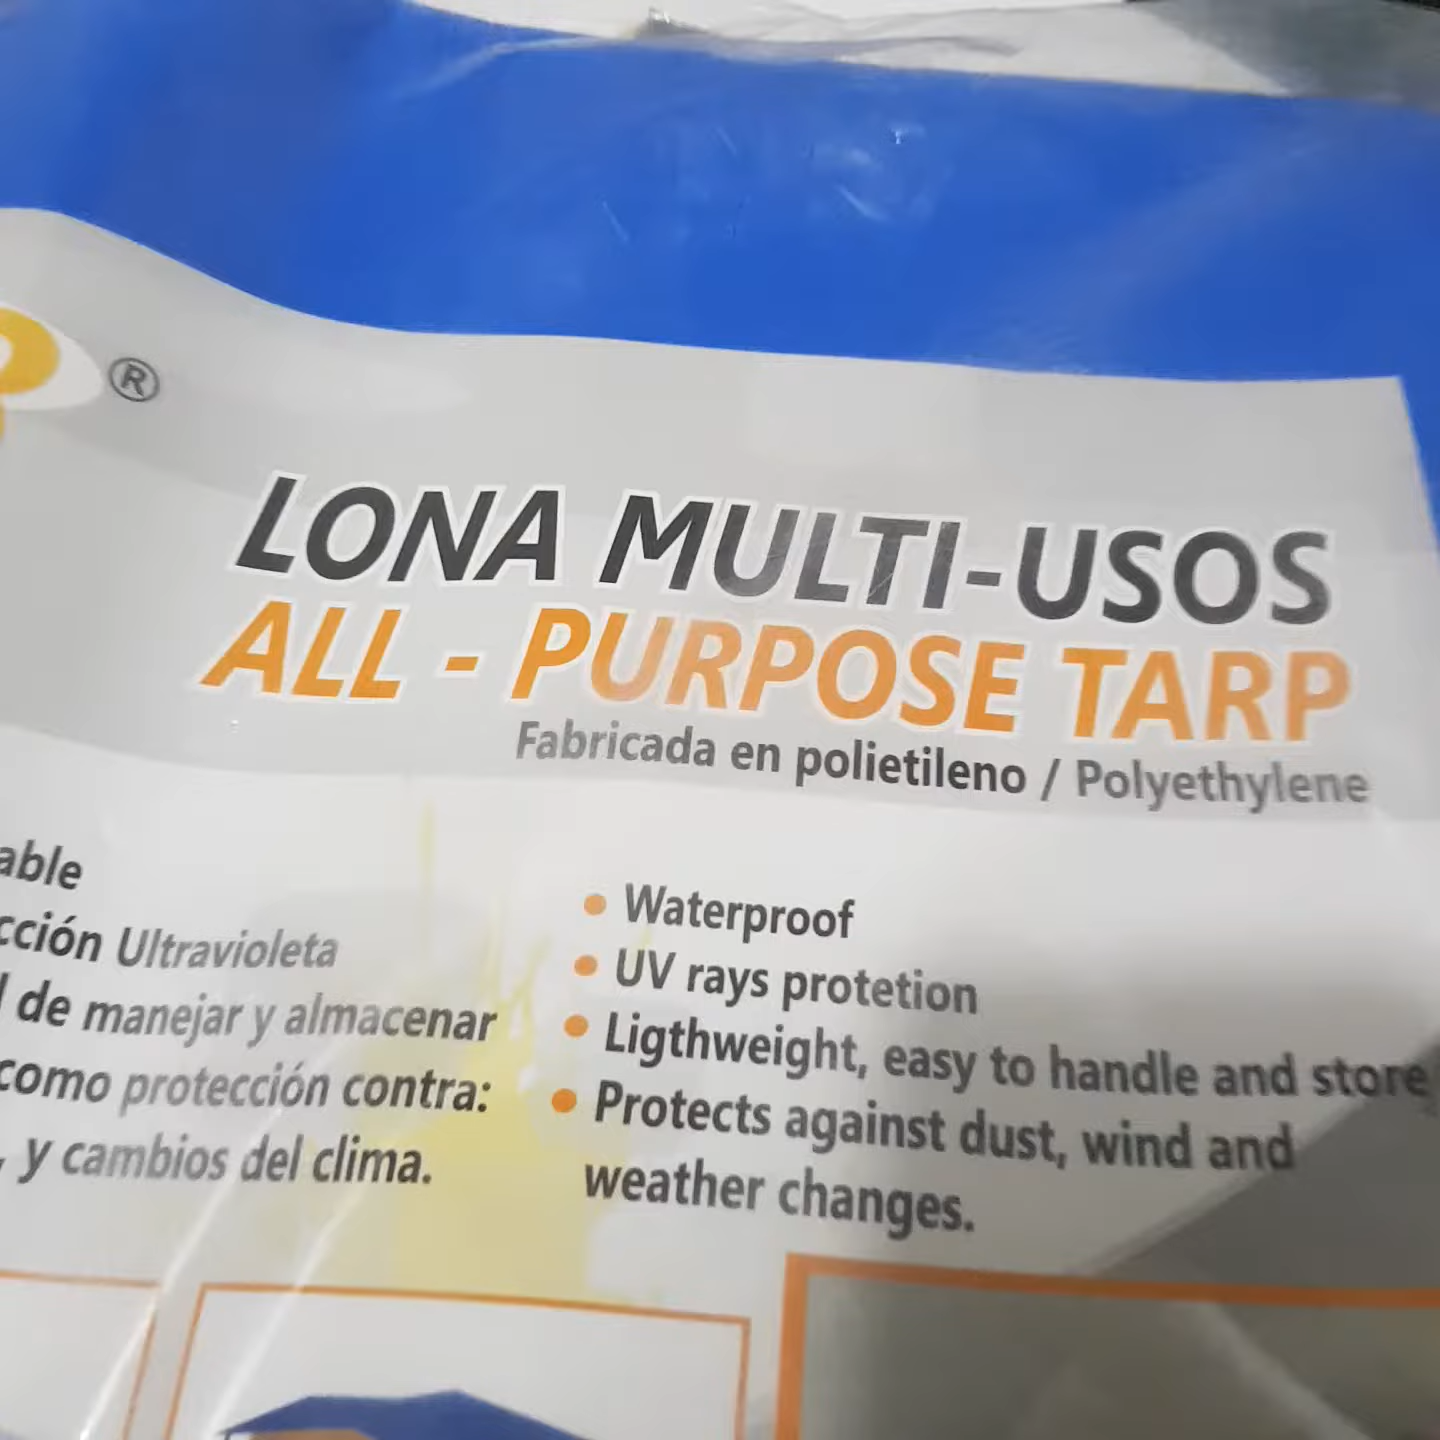 ®
LONA MULTI-USOS
ALL - PURPOSE TARP
Fabricada en polietileno / Polyethylene
able
cción Ultravioleta
l de manejar y almacenar
como protección contra:
, y cambios del clima.
• Waterproof
• UV rays protetion
• Ligthweight, easy to handle and store
• Protects against dust, wind and
weather changes.